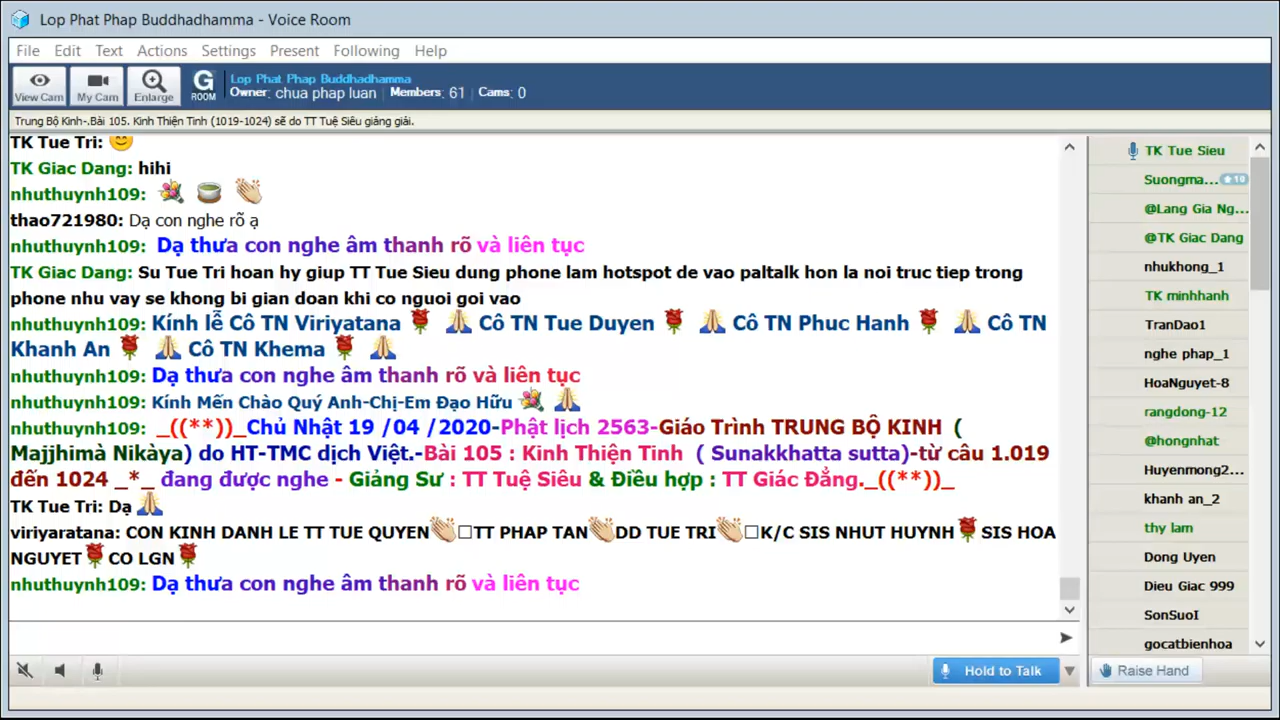 Lop Phat Phap Buddhadhamma - Voice Room
File Edit Text Actions Settings Present Following Help
View Cam My Cam Enlarge G ROOM
Lop Phat Phap Buddhadhamma
Owner: chua phap luan Members: 61 Cams: 0
Trung Bộ Kinh-.Bài 105. Kinh Thiện Tinh (1019-1024) sẽ do TT Tuệ Siêu giảng giải.
TK Tue Tri: 😊
TK Giac Dang: hihi
nhuthuynh109: 💐 🍵 👏
thao721980: Dạ con nghe rõ ạ
nhuthuynh109: Dạ thưa con nghe âm thanh rõ và liên tục
TK Giac Dang: Su Tue Tri hoan hy giup TT Tue Sieu dung phone lam hotspot de vao paltalk hon la noi truc tiep trong
phone nhu vay se khong bi gian doan khi co nguoi goi vao
nhuthuynh109: Kính lễ Cô TN Viriyatana 🌹 🙏 Cô TN Tue Duyen 🌹 🙏 Cô TN Phuc Hanh 🌹 🙏 Cô TN
Khanh An 🌹 🙏 Cô TN Khema 🌹 🙏
nhuthuynh109: Dạ thưa con nghe âm thanh rõ và liên tục
nhuthuynh109: Kính Mến Chào Quý Anh-Chị-Em Đạo Hữu 💐 🙏
nhuthuynh109: _((**))_Chủ Nhật 19 /04 /2020-Phật lịch 2563-Giáo Trình TRUNG BỘ KINH (
Majjhimà Nikàya) do HT-TMC dịch Việt.-Bài 105 : Kinh Thiện Tinh ( Sunakkhatta sutta)-từ câu 1.019
đến 1024 _*_ đang được nghe - Giảng Sư : TT Tuệ Siêu & Điều hợp : TT Giác Đẳng._((**))_
TK Tue Tri: Dạ 🙏
viriyaratana: CON KINH DANH LE TT TUE QUYEN👏□TT PHAP TAN👏DD TUE TRI👏□K/C SIS NHUT HUYNH🌹SIS HOA
NGUYET🌹CO LGN🌹
nhuthuynh109: Dạ thưa con nghe âm thanh rõ và liên tục
Hold to Talk
TK Tue Sieu
Suongma... 10
@Lang Gia Ng...
@TK Giac Dang
nhukhong_1
TK minhhanh
TranDao1
nghe phap_1
HoaNguyet-8
rangdong-12
@hongnhat
Huyenmong2...
khanh an_2
thy lam
Dong Uyen
Dieu Giac 999
SonSuoI
gocatbienhoa
Raise Hand